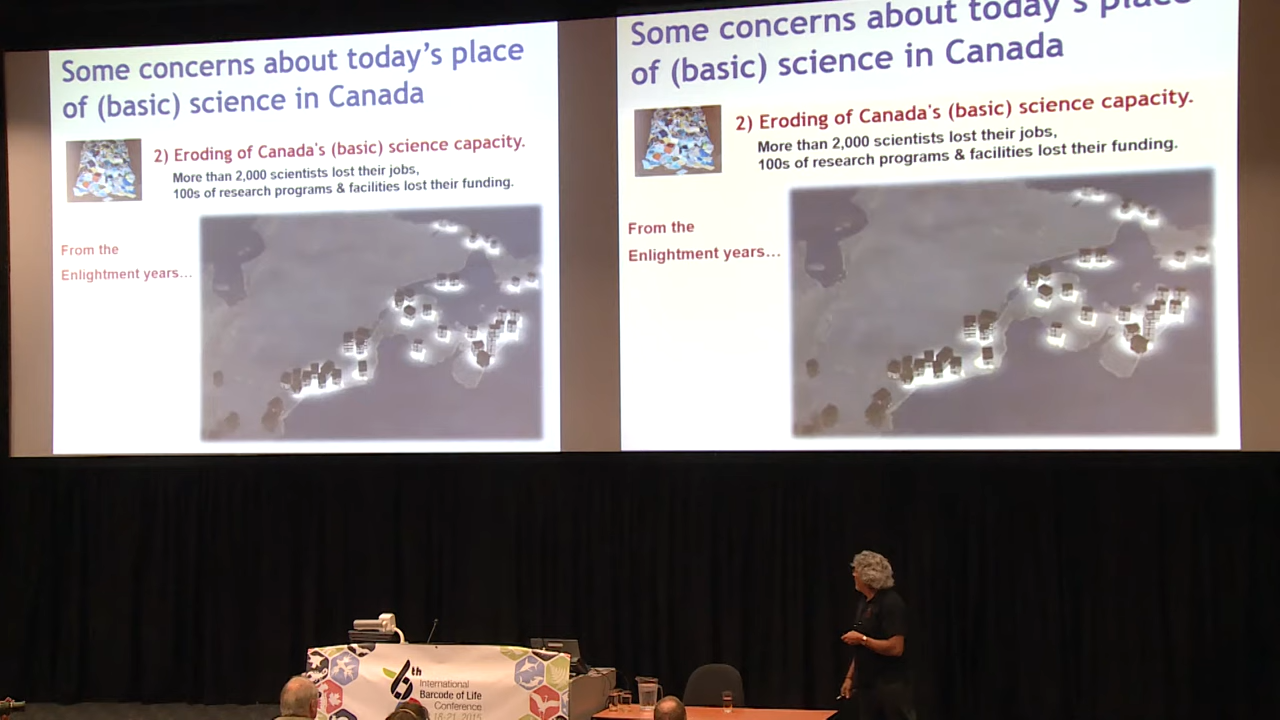 Some concerns about today's place
of (basic) science in Canada
2) Eroding of Canada's (basic) science capacity.
More than 2,000 scientists lost their jobs,
100s of research programs & facilities lost their funding.
From the
Enlightment years...
Some concerns about today's place
of (basic) science in Canada
2) Eroding of Canada's (basic) science capacity.
More than 2,000 scientists lost their jobs,
100s of research programs & facilities lost their funding.
From the
Enlightment years...
6th
International
Barcode of Life
Conference
18-21, 2015